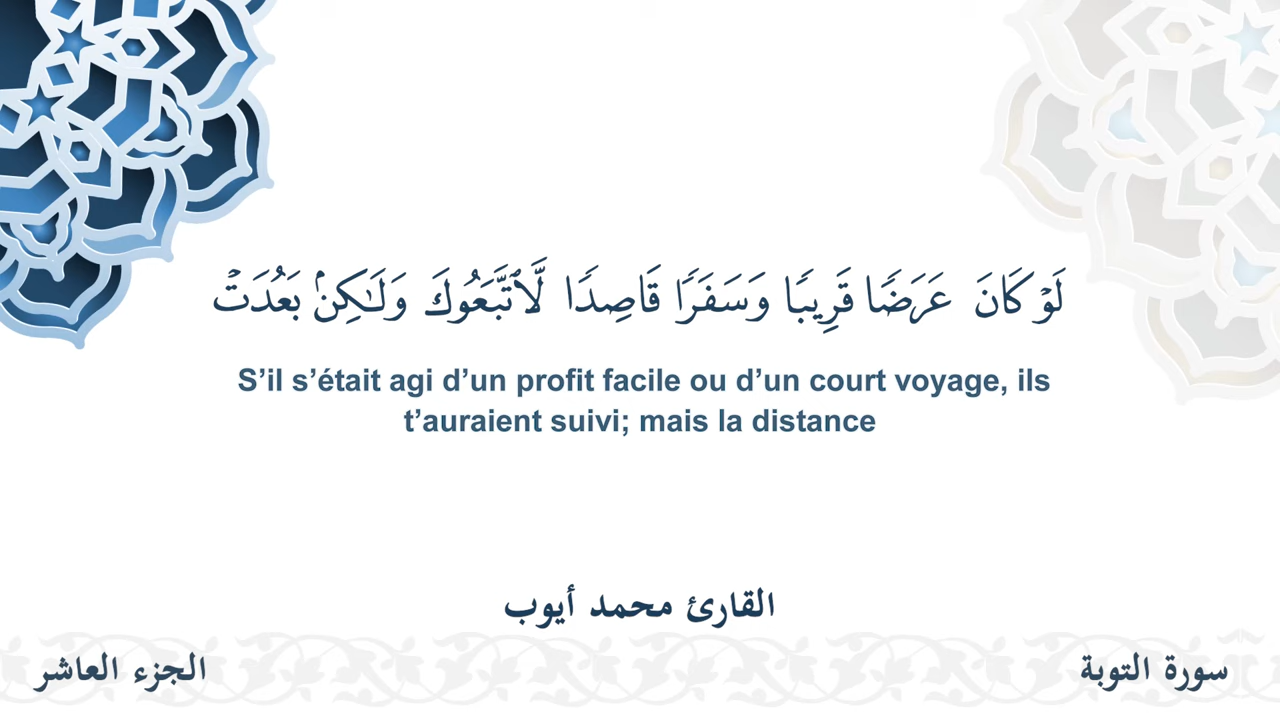 لَوۡ كَانَ عَرَضٗا قَرِيبٗا وَسَفَرٗا قَاصِدٗا لَّٱتَّبَعُوكَ وَلَٰكِنۢ بَعُدَتۡ
S’il s’était agi d’un profit facile ou d’un court voyage, ils
t’auraient suivi; mais la distance
القارئ محمد أيوب
سورة التوبة
الجزء العاشر